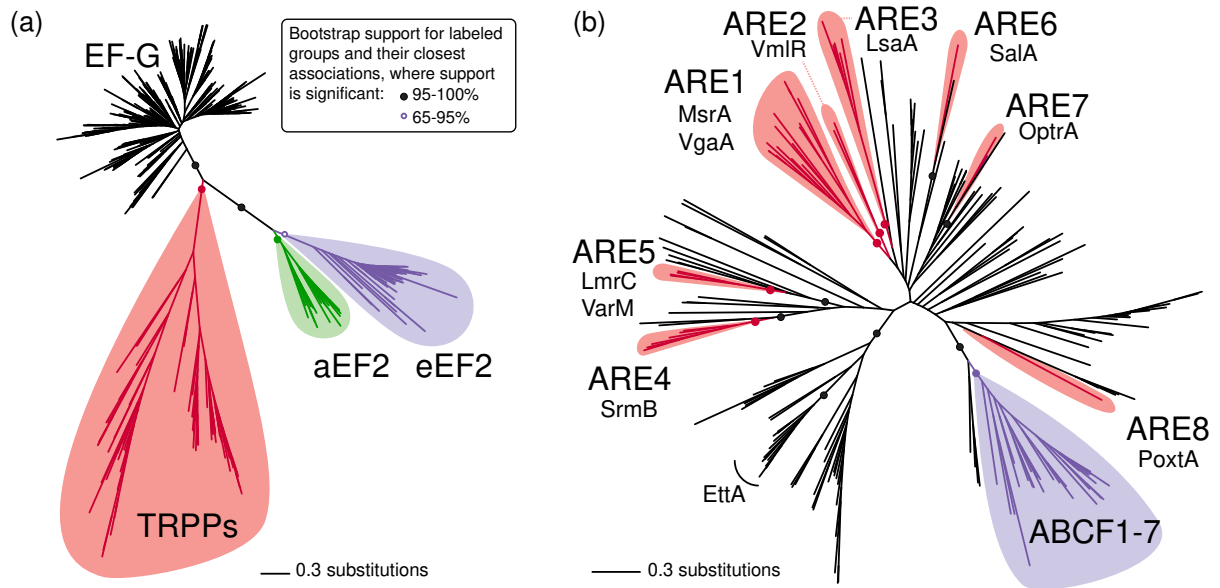 (a)
EF-G
Bootstrap support for labeled
groups and their closest
associations, where support
is significant: 95-100%
65-95%
aEF2 eEF2
TRPPs
0.3 substitutions
(b)
ARE1
MsrA
VgaA
ARE2
VmlR
ARE3
LsaA
ARE6
SalA
ARE7
OptrA
ARE5
LmrC
VarM
ARE4
SrmB
EttA
ARE8
PoxtA
ABCF1-7
0.3 substitutions